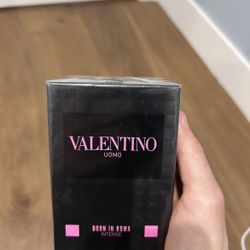 VALENTINO
UOMO
BORN IN ROMA
INTENSE